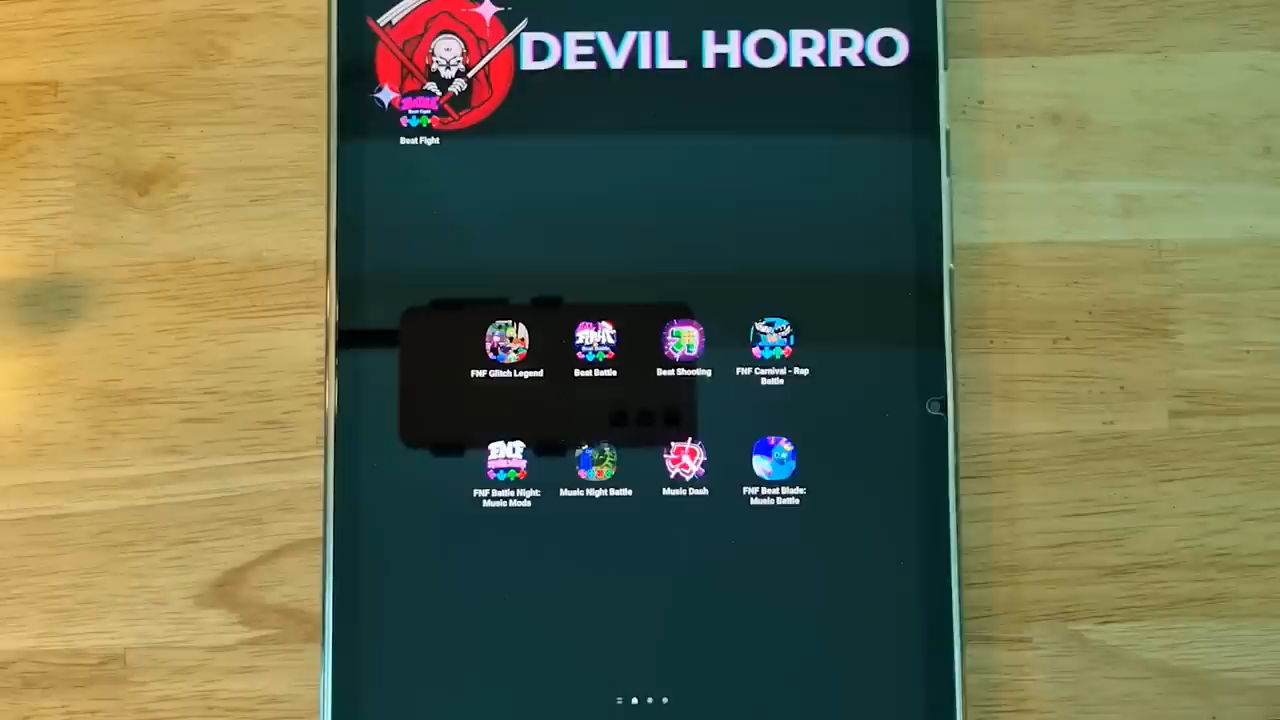 DEVIL HORRO
Beat Fight
FNF Glitch Legend
Beat Battle
Beat Shooting
FNF Carnival - Rap
Battle
FNF Battle Night:
Music Mods
Music Night Battle
Music Dash
FNF Beat Blade:
Music Battle